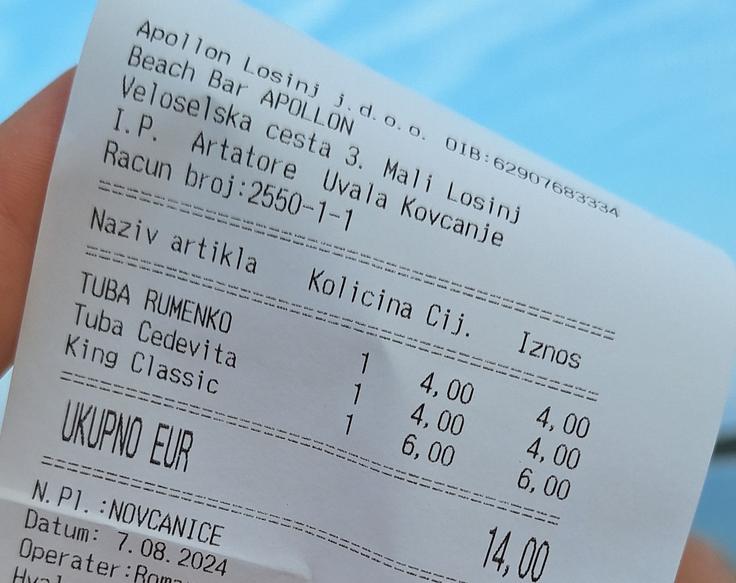 Apollon Losinj j.d.o.o. OIB:62907683334
Beach Bar APOLLON
Veloselska cesta 3. Mali Losinj
I.P. Artatore Uvala Kovcanje
Racun broj:2550-1-1
Naziv artikla Kolicina Cij. Iznos
TUBA RUMENKO 1 4,00 4,00
Tuba Cedevita 1 4,00 4,00
King Classic 1 6,00 6,00
UKUPNO EUR 14,00
N.Pl.:NOVCANICE
Datum: 7.08.2024
Operater: